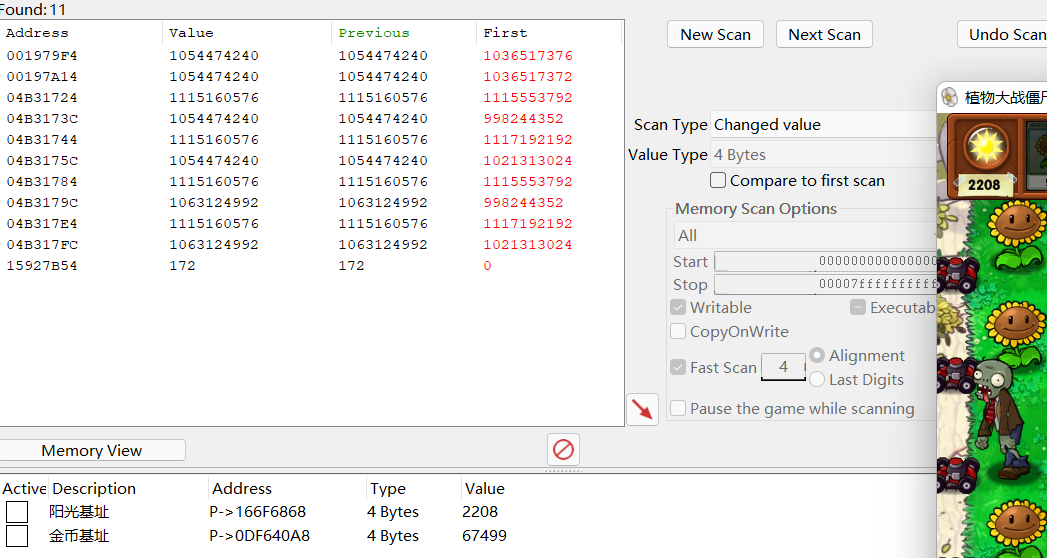 Found: 11
Address Value Previous First
001979F4 1054474240 1054474240 1036517376
00197A14 1054474240 1054474240 1036517372
04B31724 1115160576 1115160576 1115553792
04B3173C 1054474240 1054474240 998244352
04B31744 1115160576 1115160576 1117192192
04B3175C 1054474240 1054474240 1021313024
04B31784 1115160576 1115160576 1115553792
04B3179C 1063124992 1063124992 998244352
04B317E4 1115160576 1115160576 1117192192
04B317FC 1063124992 1063124992 1021313024
15927B54 172 172 0
New Scan Next Scan Undo Scan
Scan Type Changed value
Value Type 4 Bytes
Compare to first scan
Memory Scan Options
All
Start 000000000000000
Stop 00007ffffffffff
Writable Executab
CopyOnWrite
Fast Scan 4 Alignment
Last Digits
Pause the game while scanning
植物大战僵尸
2208
Memory View
Active Description Address Type Value
阳光基址 P->166F6868 4 Bytes 2208
金币基址 P->0DF640A8 4 Bytes 67499